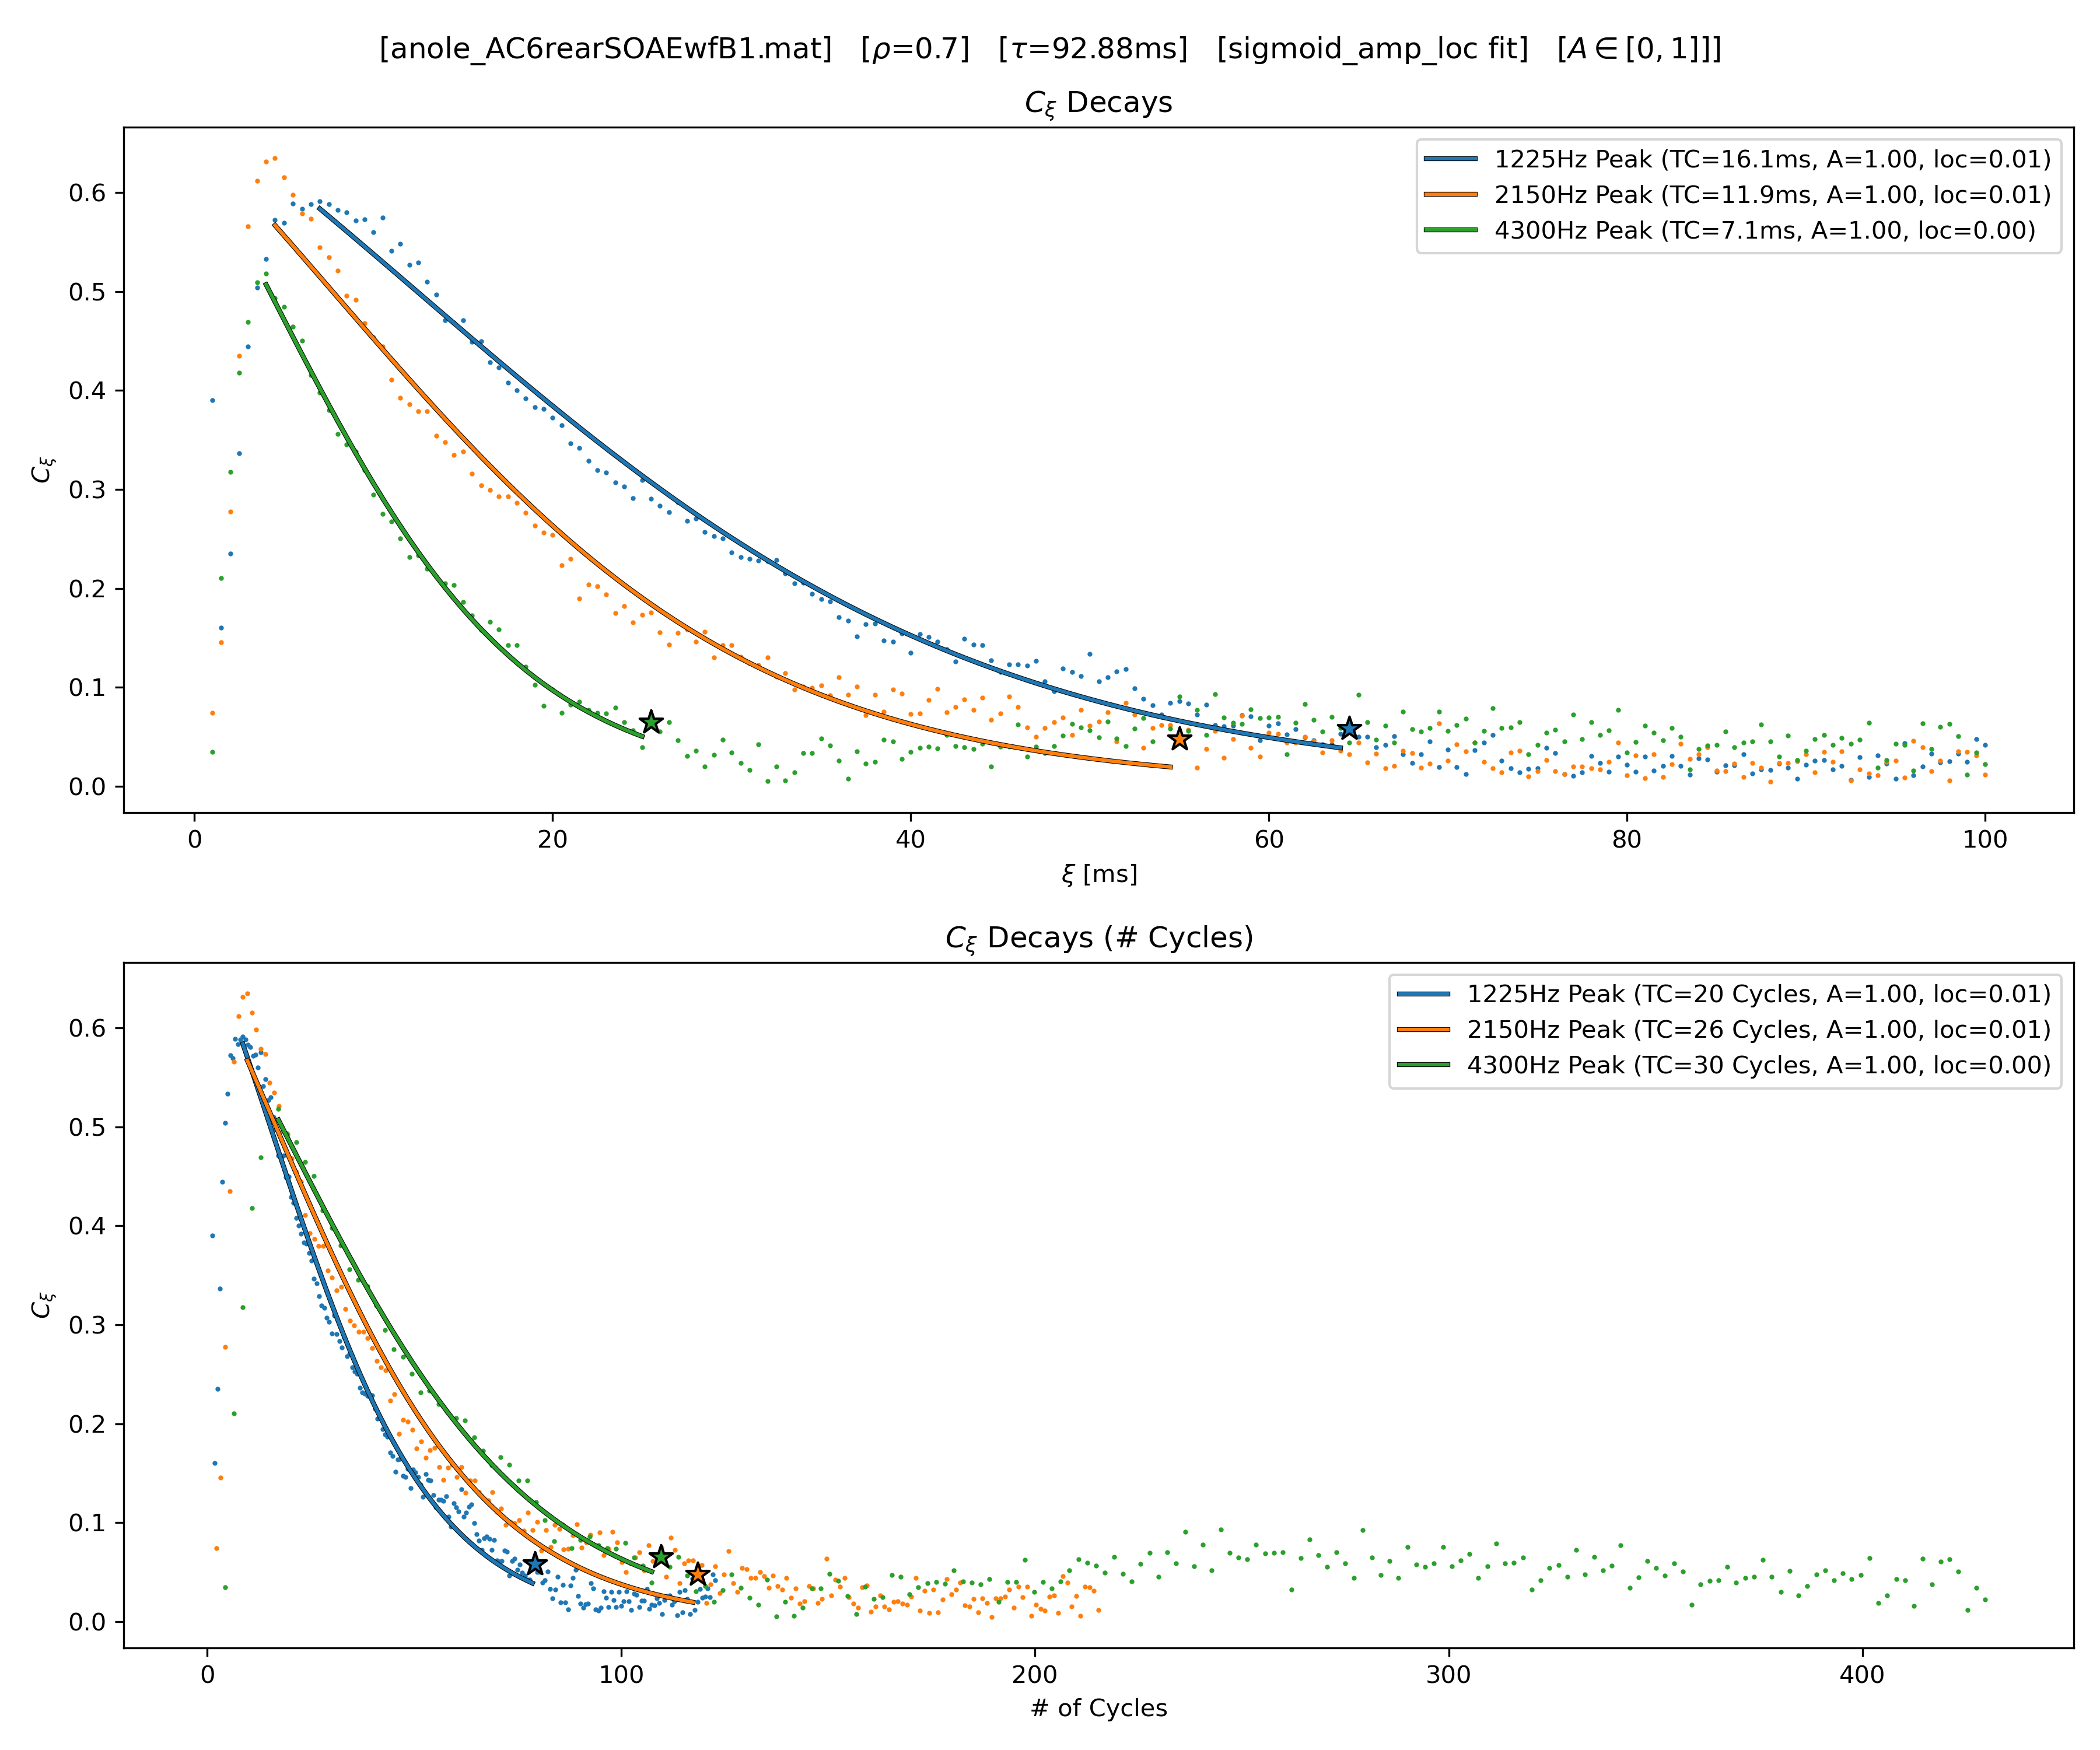 [anole_AC6rearSOAEwfB1.mat]   [ρ=0.7]   [τ=92.88ms]   [sigmoid_amp_loc fit]   [A ∈ [0, 1]]]
C_ξ Decays
0.6
0.5
0.4
0.3
0.2
0.1
0.0
C_ξ
1225Hz Peak (TC=16.1ms, A=1.00, loc=0.01)
2150Hz Peak (TC=11.9ms, A=1.00, loc=0.01)
4300Hz Peak (TC=7.1ms, A=1.00, loc=0.00)
0 20 40 60 80 100
ξ [ms]
C_ξ Decays (# Cycles)
0.6
0.5
0.4
0.3
0.2
0.1
0.0
C_ξ
1225Hz Peak (TC=20 Cycles, A=1.00, loc=0.01)
2150Hz Peak (TC=26 Cycles, A=1.00, loc=0.01)
4300Hz Peak (TC=30 Cycles, A=1.00, loc=0.00)
0 100 200 300 400
# of Cycles